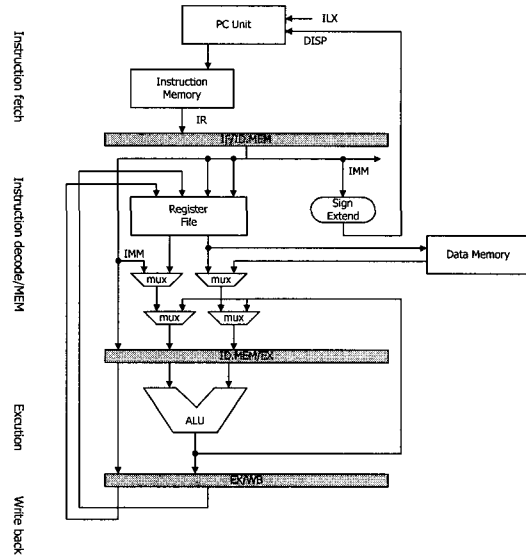 PC Unit
ILX
DISP
Instruction
Memory
IR
IF/ID.MEM
IMM
Register
File
Sign
Extend
IMM
Data Memory
mux
mux
mux
mux
ID.MEM/EX
ALU
EX/WB
Instruction fetch
Instruction decode/MEM
Excution
Write back